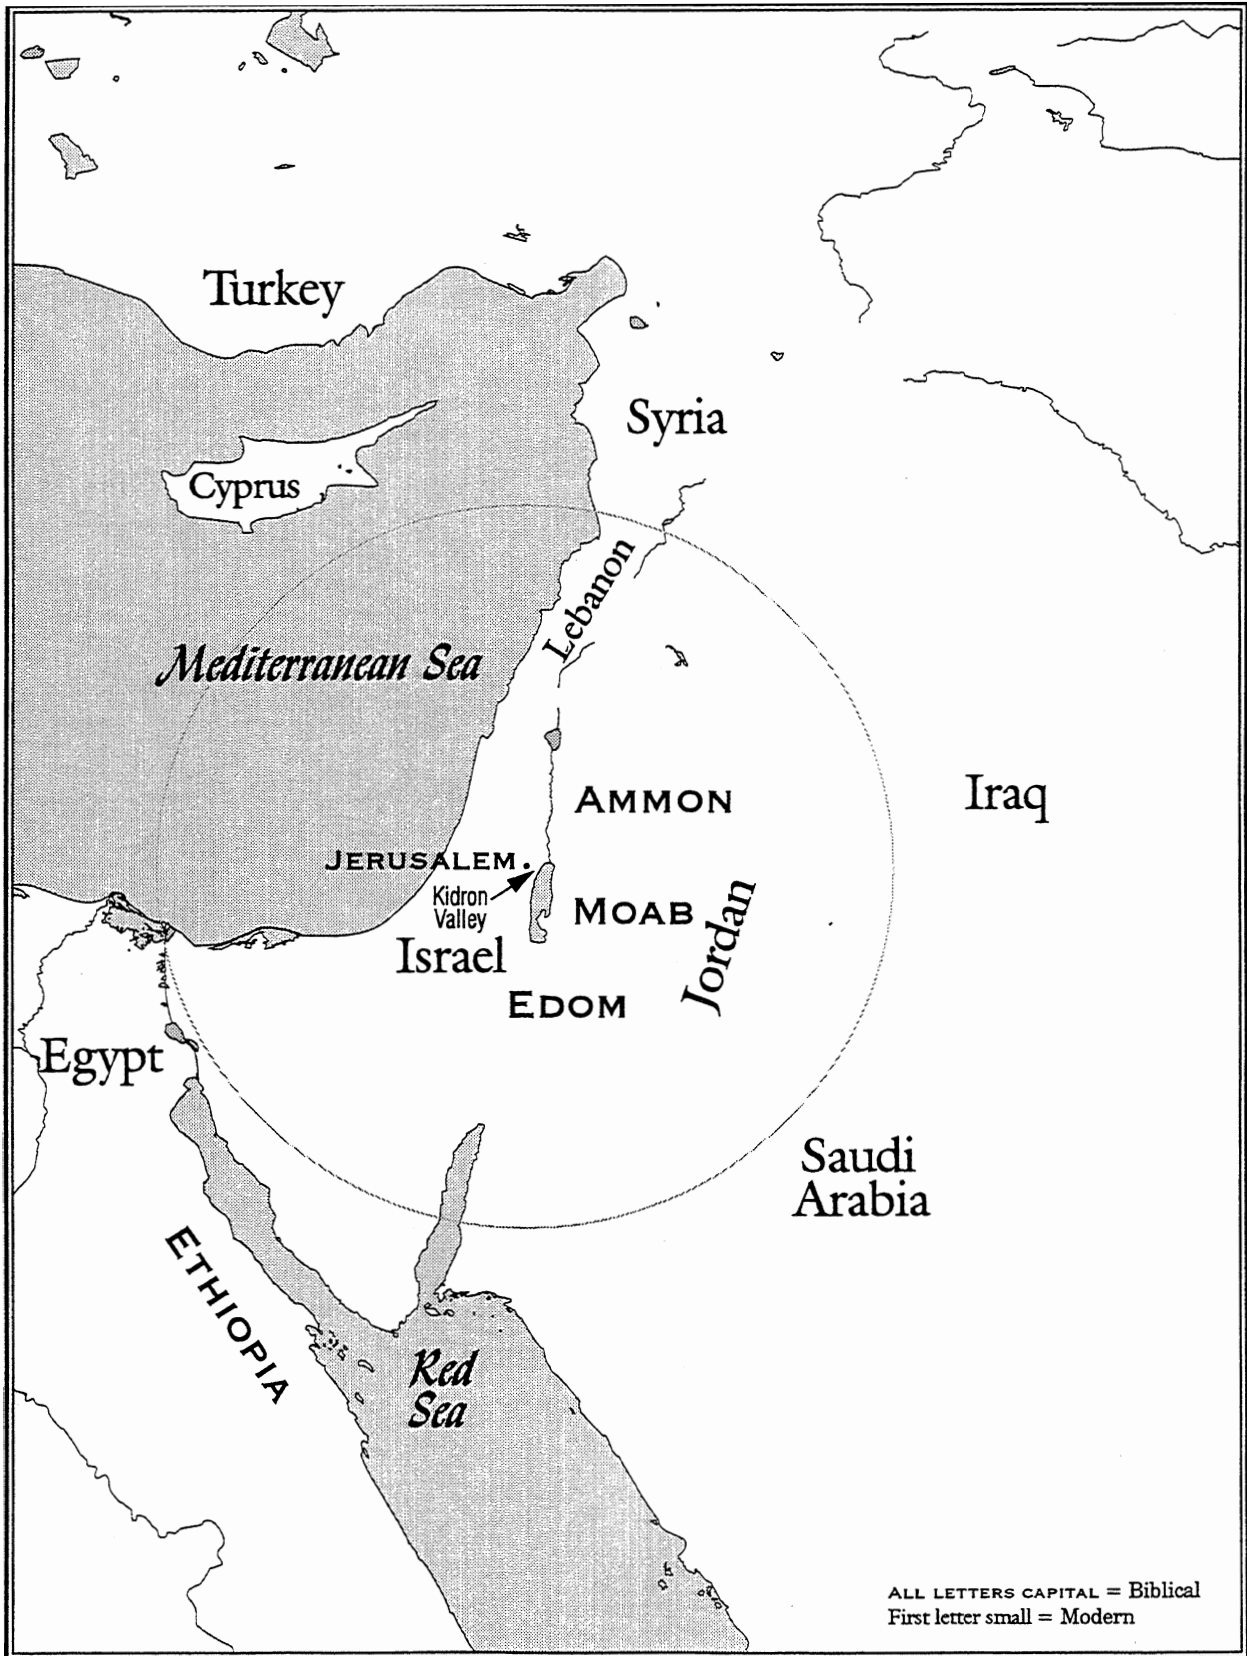 Turkey
Syria
Cyprus
Lebanon
Mediterranean Sea
AMMON
Iraq
JERUSALEM
Kidron
Valley
MOAB
Jordan
Israel
EDOM
Egypt
Saudi
Arabia
ETHIOPIA
Red
Sea
ALL LETTERS CAPITAL = Biblical
First letter small = Modern